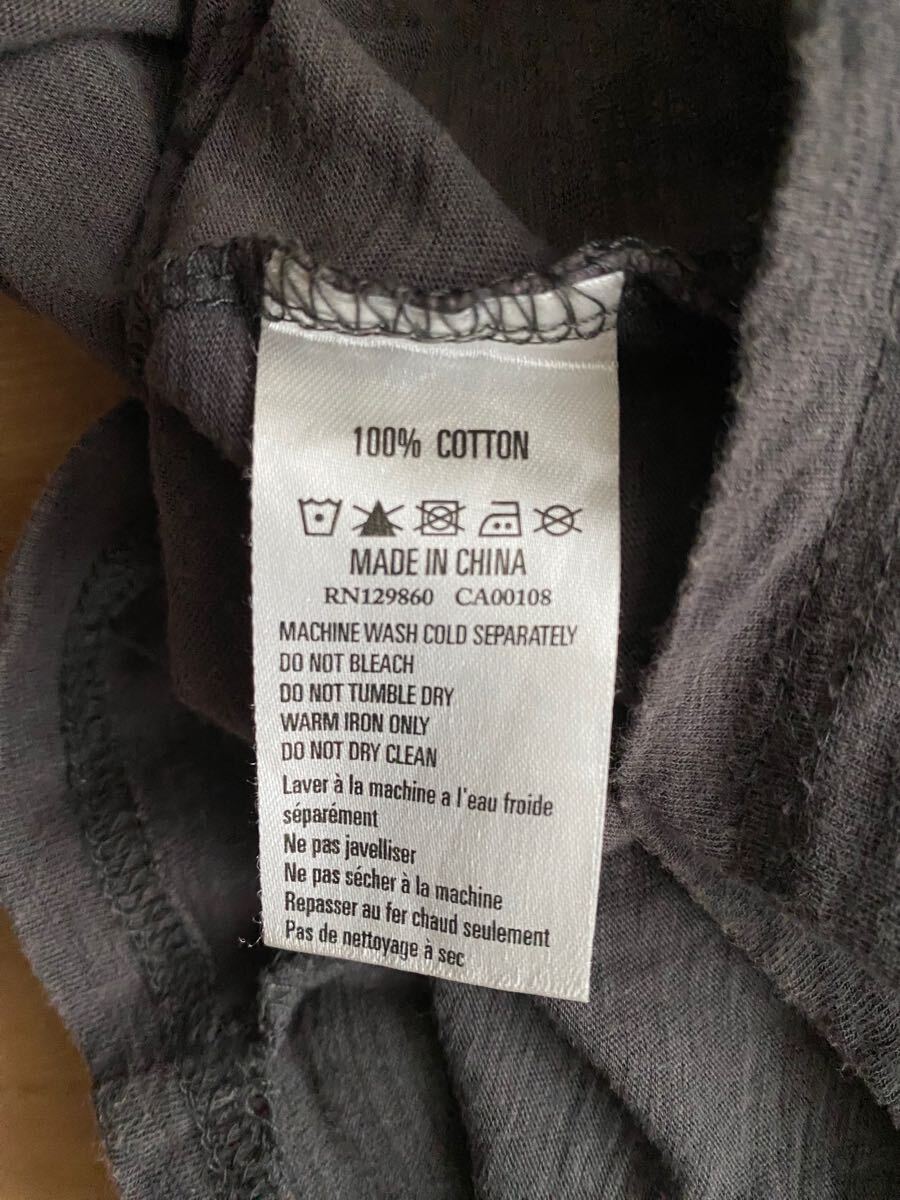 100% COTTON
MADE IN CHINA
RN129860 CA00108
MACHINE WASH COLD SEPARATELY
DO NOT BLEACH
DO NOT TUMBLE DRY
WARM IRON ONLY
DO NOT DRY CLEAN
Laver à la machine a l'eau froide
séparément
Ne pas javelliser
Ne pas sécher à la machine
Repasser au fer chaud seulement
Pas de nettoyage à sec